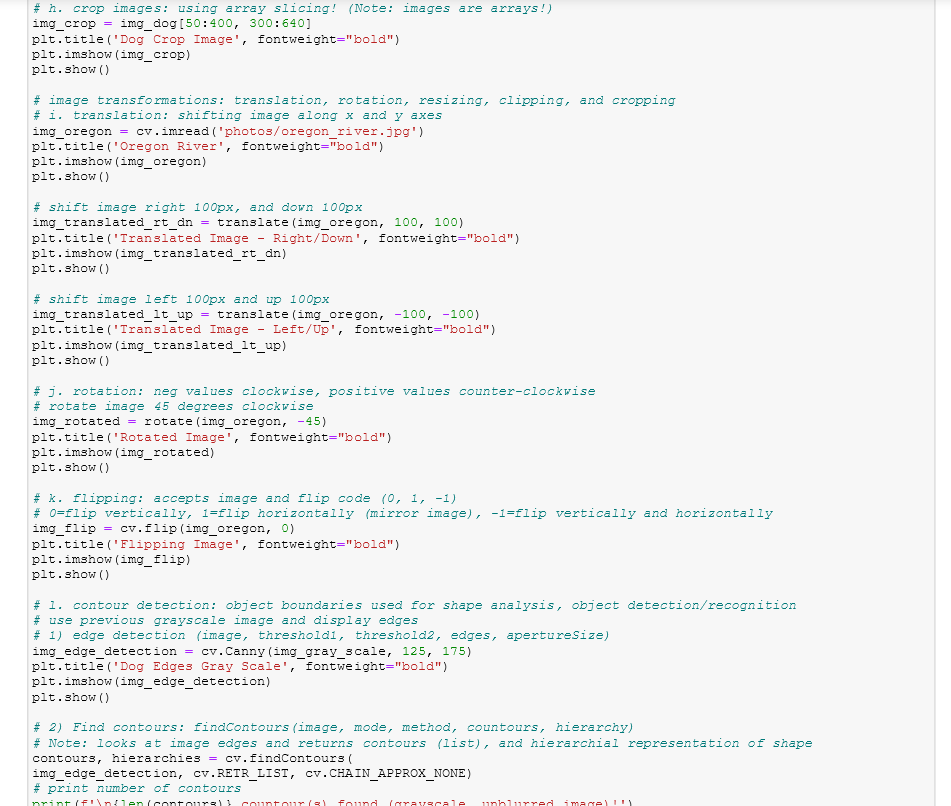 # h. crop images: using array slicing! (Note: images are arrays!)
img_crop = img_dog[50:400, 300:640]
plt.title('Dog Crop Image', fontweight="bold")
plt.imshow(img_crop)
plt.show()

# image transformations: translation, rotation, resizing, clipping, and cropping
# i. translation: shifting image along x and y axes
img_oregon = cv.imread('photos/oregon_river.jpg')
plt.title('Oregon River', fontweight="bold")
plt.imshow(img_oregon)
plt.show()

# shift image right 100px, and down 100px
img_translated_rt_dn = translate(img_oregon, 100, 100)
plt.title('Translated Image - Right/Down', fontweight="bold")
plt.imshow(img_translated_rt_dn)
plt.show()

# shift image left 100px and up 100px
img_translated_lt_up = translate(img_oregon, -100, -100)
plt.title('Translated Image - Left/Up', fontweight="bold")
plt.imshow(img_translated_lt_up)
plt.show()

# j. rotation: neg values clockwise, positive values counter-clockwise
# rotate image 45 degrees clockwise
img_rotated = rotate(img_oregon, -45)
plt.title('Rotated Image', fontweight="bold")
plt.imshow(img_rotated)
plt.show()

# k. flipping: accepts image and flip code (0, 1, -1)
# 0=flip vertically, 1=flip horizontally (mirror image), -1=flip vertically and horizontally
img_flip = cv.flip(img_oregon, 0)
plt.title('Flipping Image', fontweight="bold")
plt.imshow(img_flip)
plt.show()

# l. contour detection: object boundaries used for shape analysis, object detection/recognition
# use previous grayscale image and display edges
# 1) edge detection (image, threshold1, threshold2, edges, apertureSize)
img_edge_detection = cv.Canny(img_gray_scale, 125, 175)
plt.title('Dog Edges Gray Scale', fontweight="bold")
plt.imshow(img_edge_detection)
plt.show()

# 2) Find contours: findContours(image, mode, method, countours, hierarchy)
# Note: looks at image edges and returns contours (list), and hierarchial representation of shape
contours, hierarchies = cv.findContours(
img_edge_detection, cv.RETR_LIST, cv.CHAIN_APPROX_NONE)
# print number of contours
print(f'\n{len(contours)} countour(s) found (grayscale, unblurred image)!')